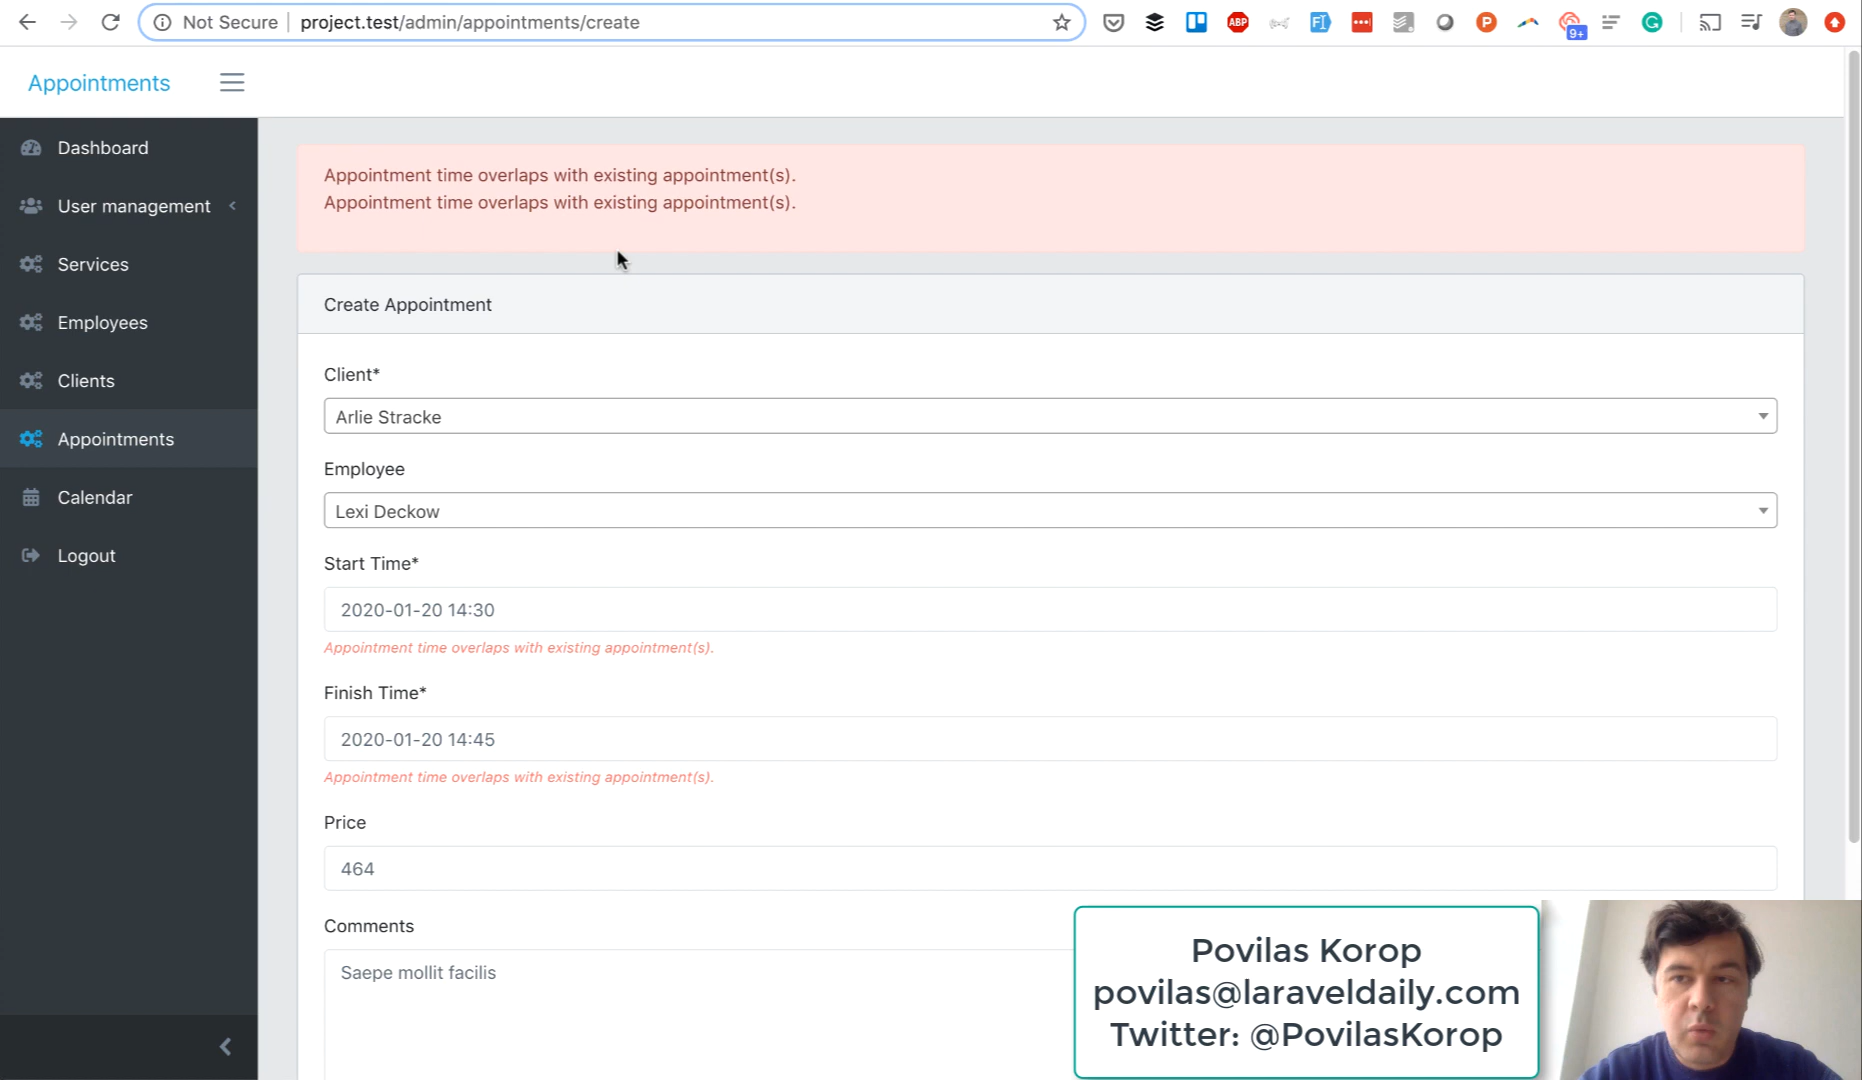 Not Secure | project.test/admin/appointments/create
ABP
9+
Appointments
Dashboard
User management
Services
Employees
Clients
Appointments
Calendar
Logout
Appointment time overlaps with existing appointment(s).
Appointment time overlaps with existing appointment(s).
Create Appointment
Client*
Arlie Stracke
Employee
Lexi Deckow
Start Time*
2020-01-20 14:30
Appointment time overlaps with existing appointment(s).
Finish Time*
2020-01-20 14:45
Appointment time overlaps with existing appointment(s).
Price
464
Comments
Saepe mollit facilis
Povilas Korop
povilas@laraveldaily.com
Twitter: @PovilasKorop